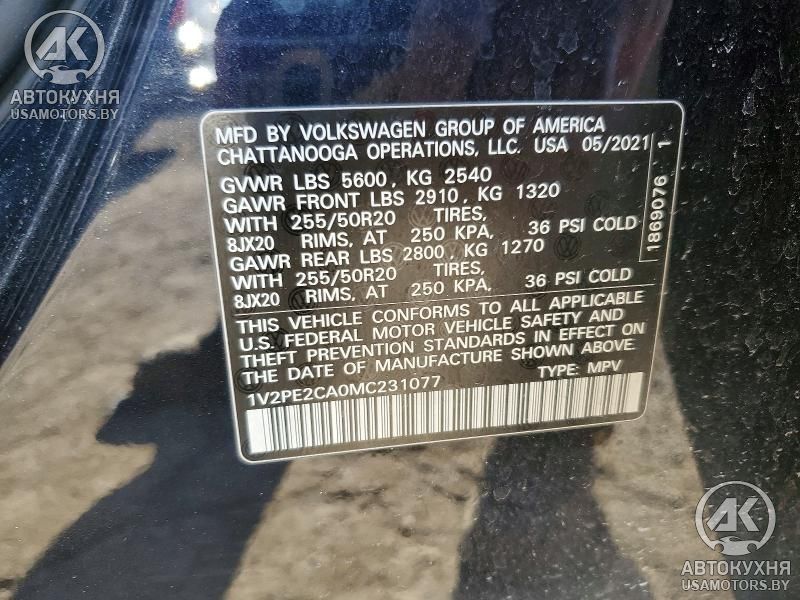 AK
АВТОКУХНЯ
USAMOTORS.BY
MFD BY VOLKSWAGEN GROUP OF AMERICA
CHATTANOOGA OPERATIONS, LLC. USA 05/2021
GVWR LBS 5600, KG 2540
GAWR FRONT LBS 2910, KG 1320
WITH 255/50R20 TIRES,
8JX20 RIMS, AT 250 KPA, 36 PSI COLD
GAWR REAR LBS 2800, KG 1270
WITH 255/50R20 TIRES,
8JX20 RIMS, AT 250 KPA, 36 PSI COLD
1869076 1
THIS VEHICLE CONFORMS TO ALL APPLICABLE
U.S. FEDERAL MOTOR VEHICLE SAFETY AND
THEFT PREVENTION STANDARDS IN EFFECT ON
THE DATE OF MANUFACTURE SHOWN ABOVE.
1V2PE2CA0MC231077 TYPE: MPV
AK
АВТОКУХНЯ
USAMOTORS.BY